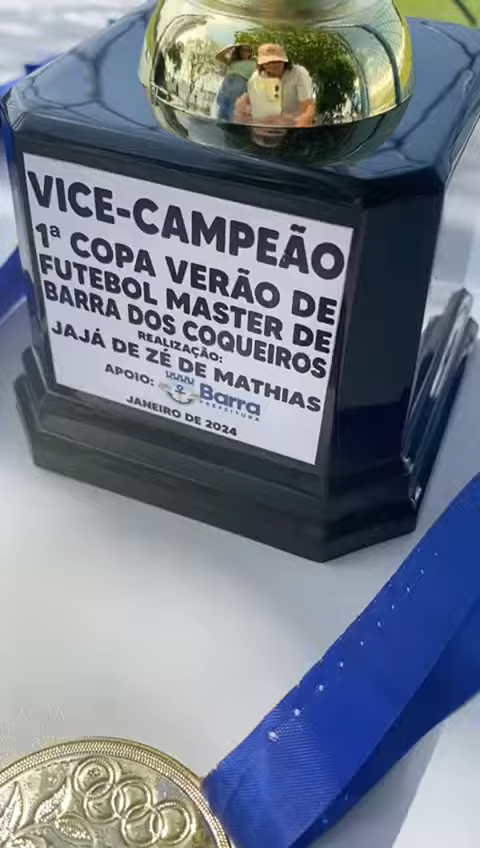 VICE-CAMPEÃO
1ª COPA VERÃO DE
FUTEBOL MASTER DE
BARRA DOS COQUEIROS
REALIZAÇÃO:
JAJÁ DE ZÉ DE MATHIAS
APOIO: Barra
PREFEITURA
JANEIRO DE 2024